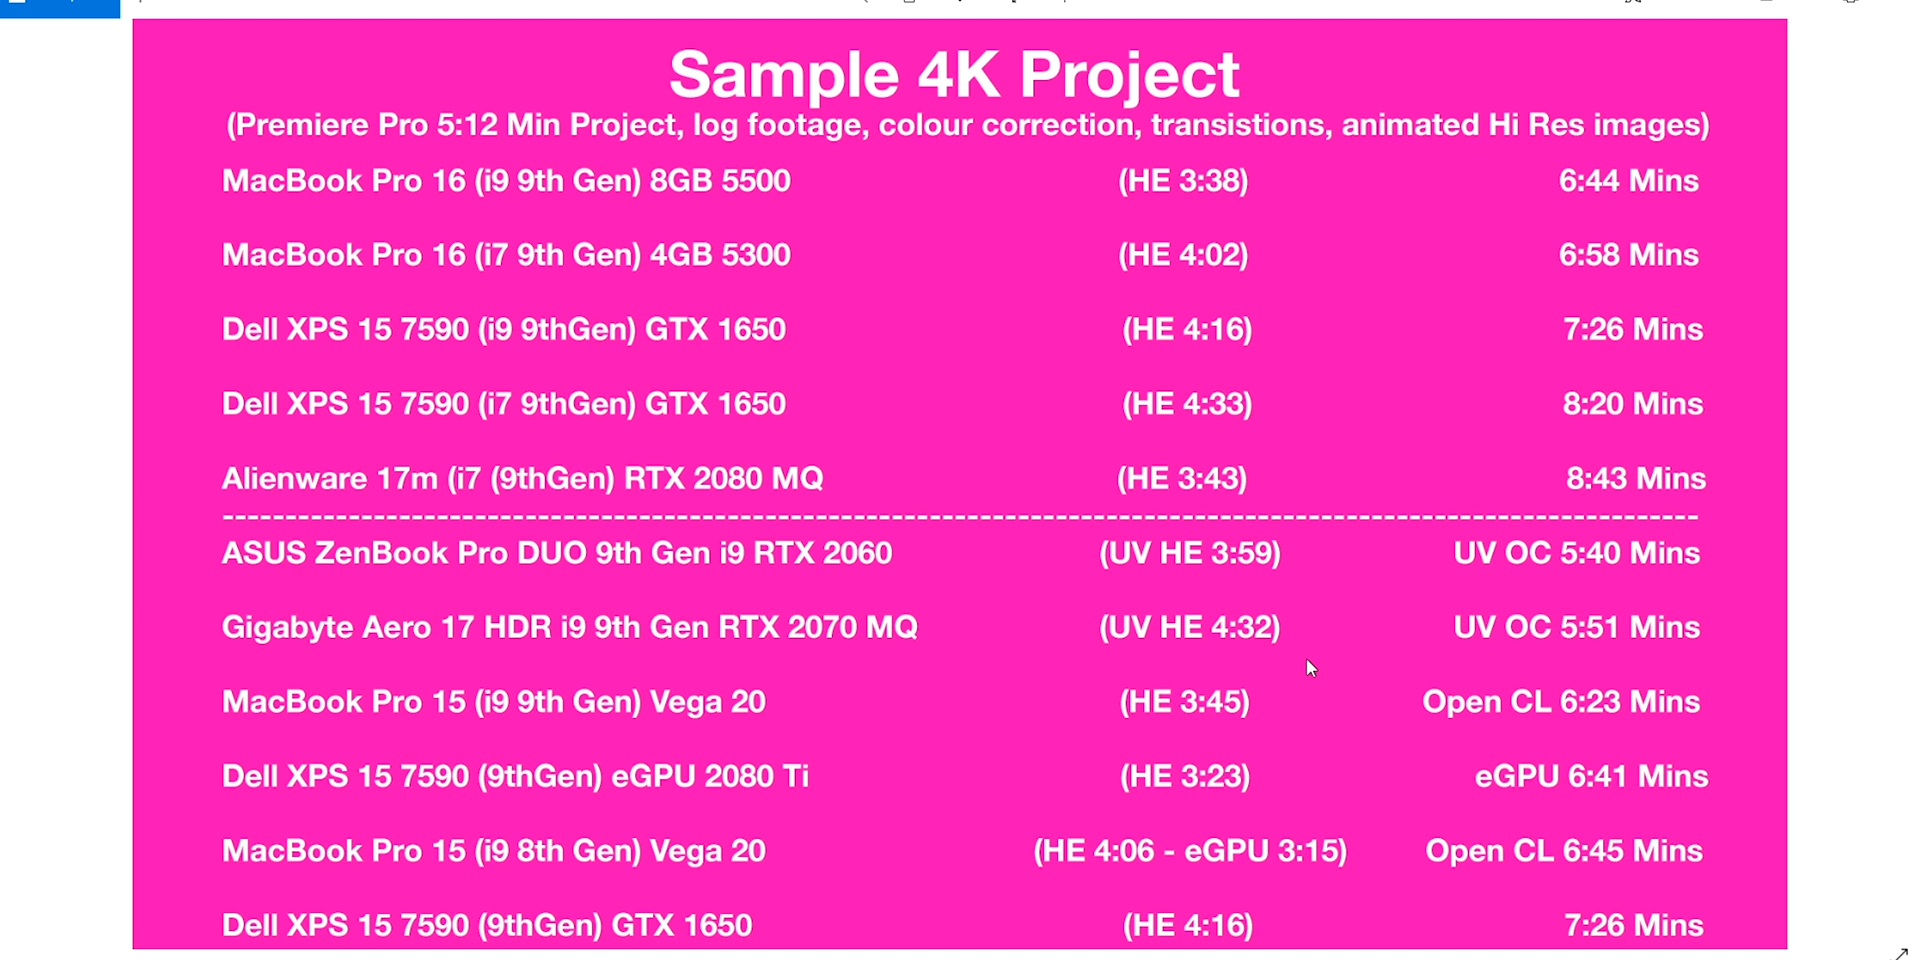 Sample 4K Project
(Premiere Pro 5:12 Min Project, log footage, colour correction, transistions, animated Hi Res images)
MacBook Pro 16 (i9 9th Gen) 8GB 5500 (HE 3:38) 6:44 Mins
MacBook Pro 16 (i7 9th Gen) 4GB 5300 (HE 4:02) 6:58 Mins
Dell XPS 15 7590 (i9 9thGen) GTX 1650 (HE 4:16) 7:26 Mins
Dell XPS 15 7590 (i7 9thGen) GTX 1650 (HE 4:33) 8:20 Mins
Alienware 17m (i7 (9thGen) RTX 2080 MQ (HE 3:43) 8:43 Mins
ASUS ZenBook Pro DUO 9th Gen i9 RTX 2060 (UV HE 3:59) UV OC 5:40 Mins
Gigabyte Aero 17 HDR i9 9th Gen RTX 2070 MQ (UV HE 4:32) UV OC 5:51 Mins
MacBook Pro 15 (i9 9th Gen) Vega 20 (HE 3:45) Open CL 6:23 Mins
Dell XPS 15 7590 (9thGen) eGPU 2080 Ti (HE 3:23) eGPU 6:41 Mins
MacBook Pro 15 (i9 8th Gen) Vega 20 (HE 4:06 - eGPU 3:15) Open CL 6:45 Mins
Dell XPS 15 7590 (9thGen) GTX 1650 (HE 4:16) 7:26 Mins